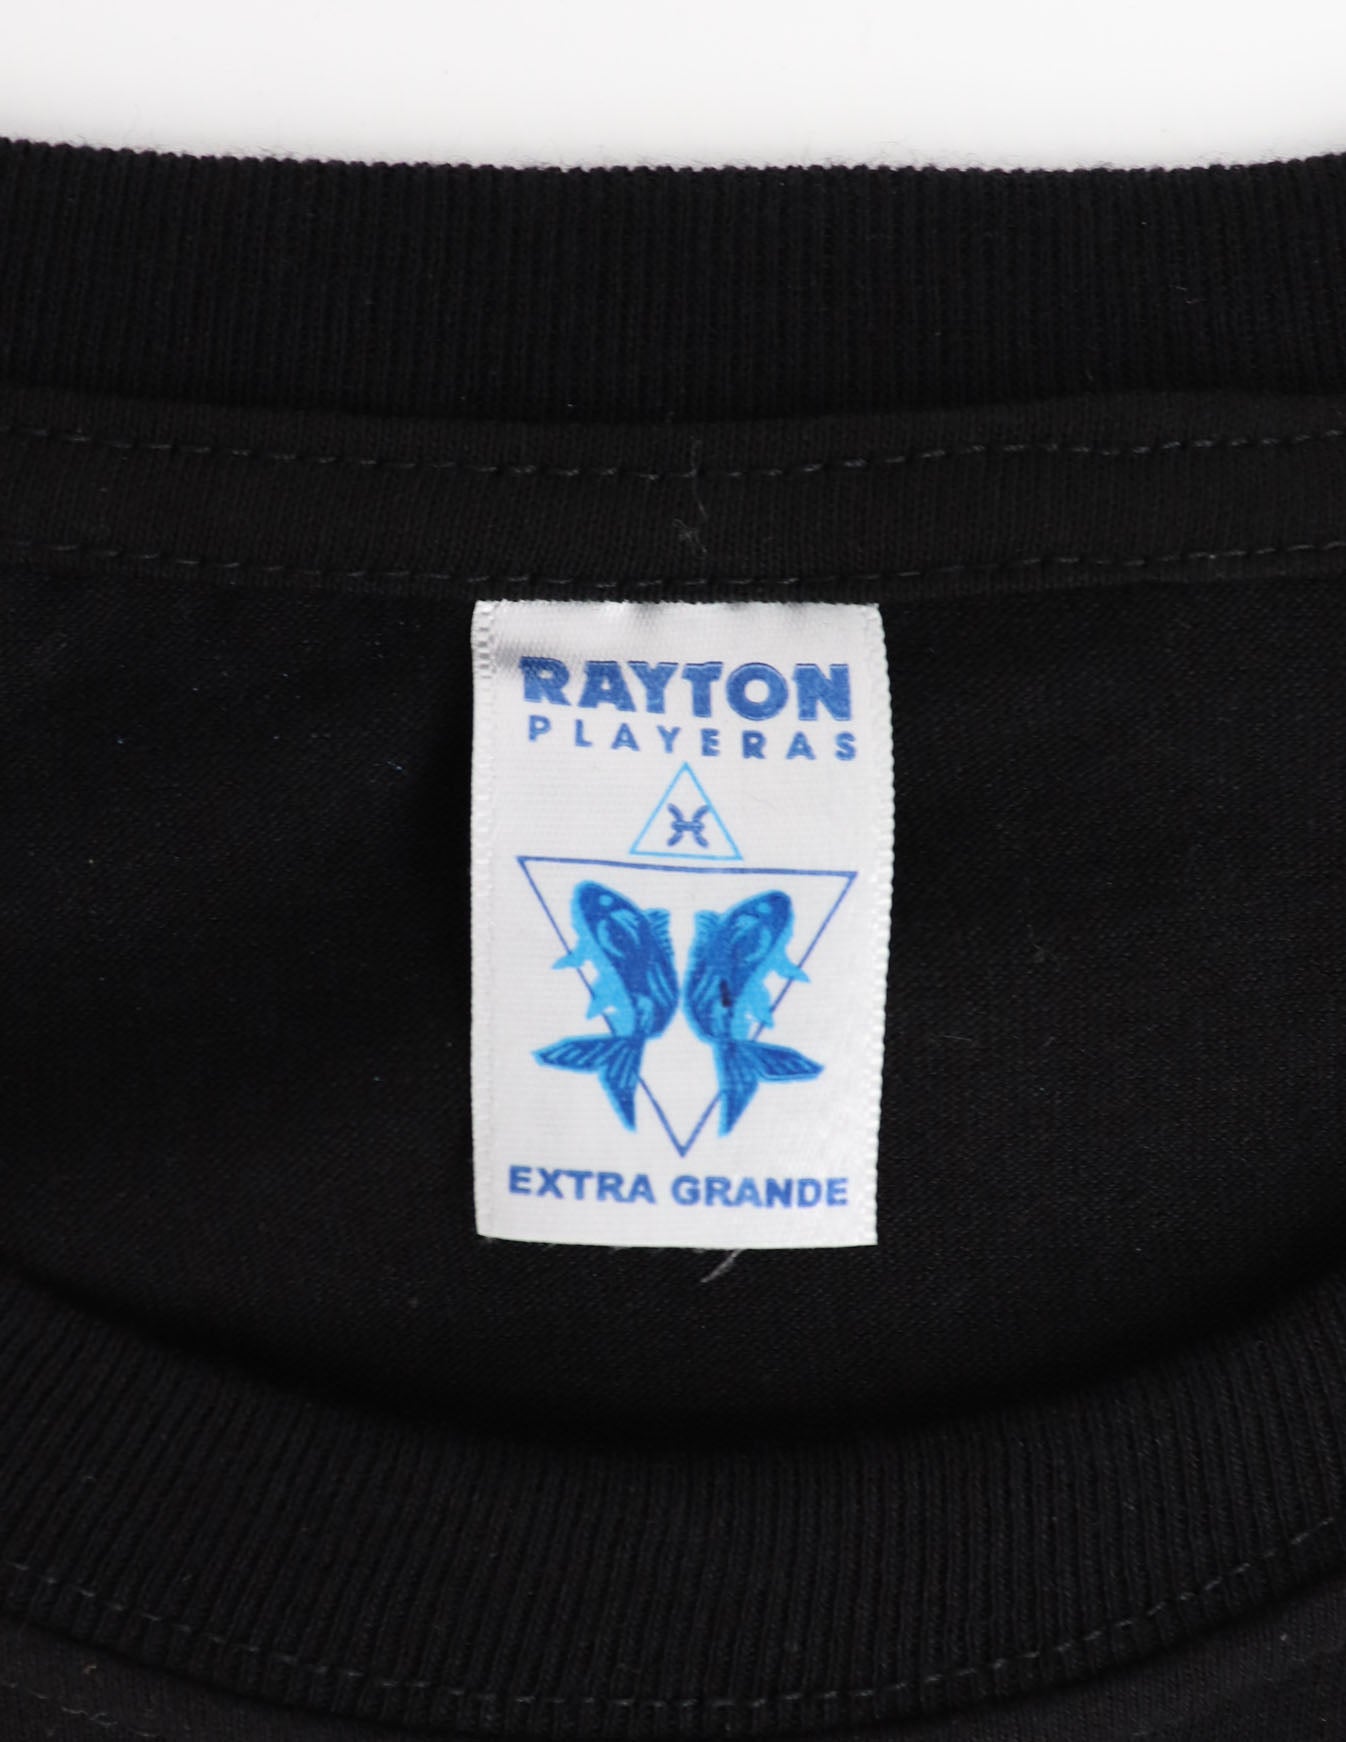 RAYTON
PLAYERAS
♓
EXTRA GRANDE